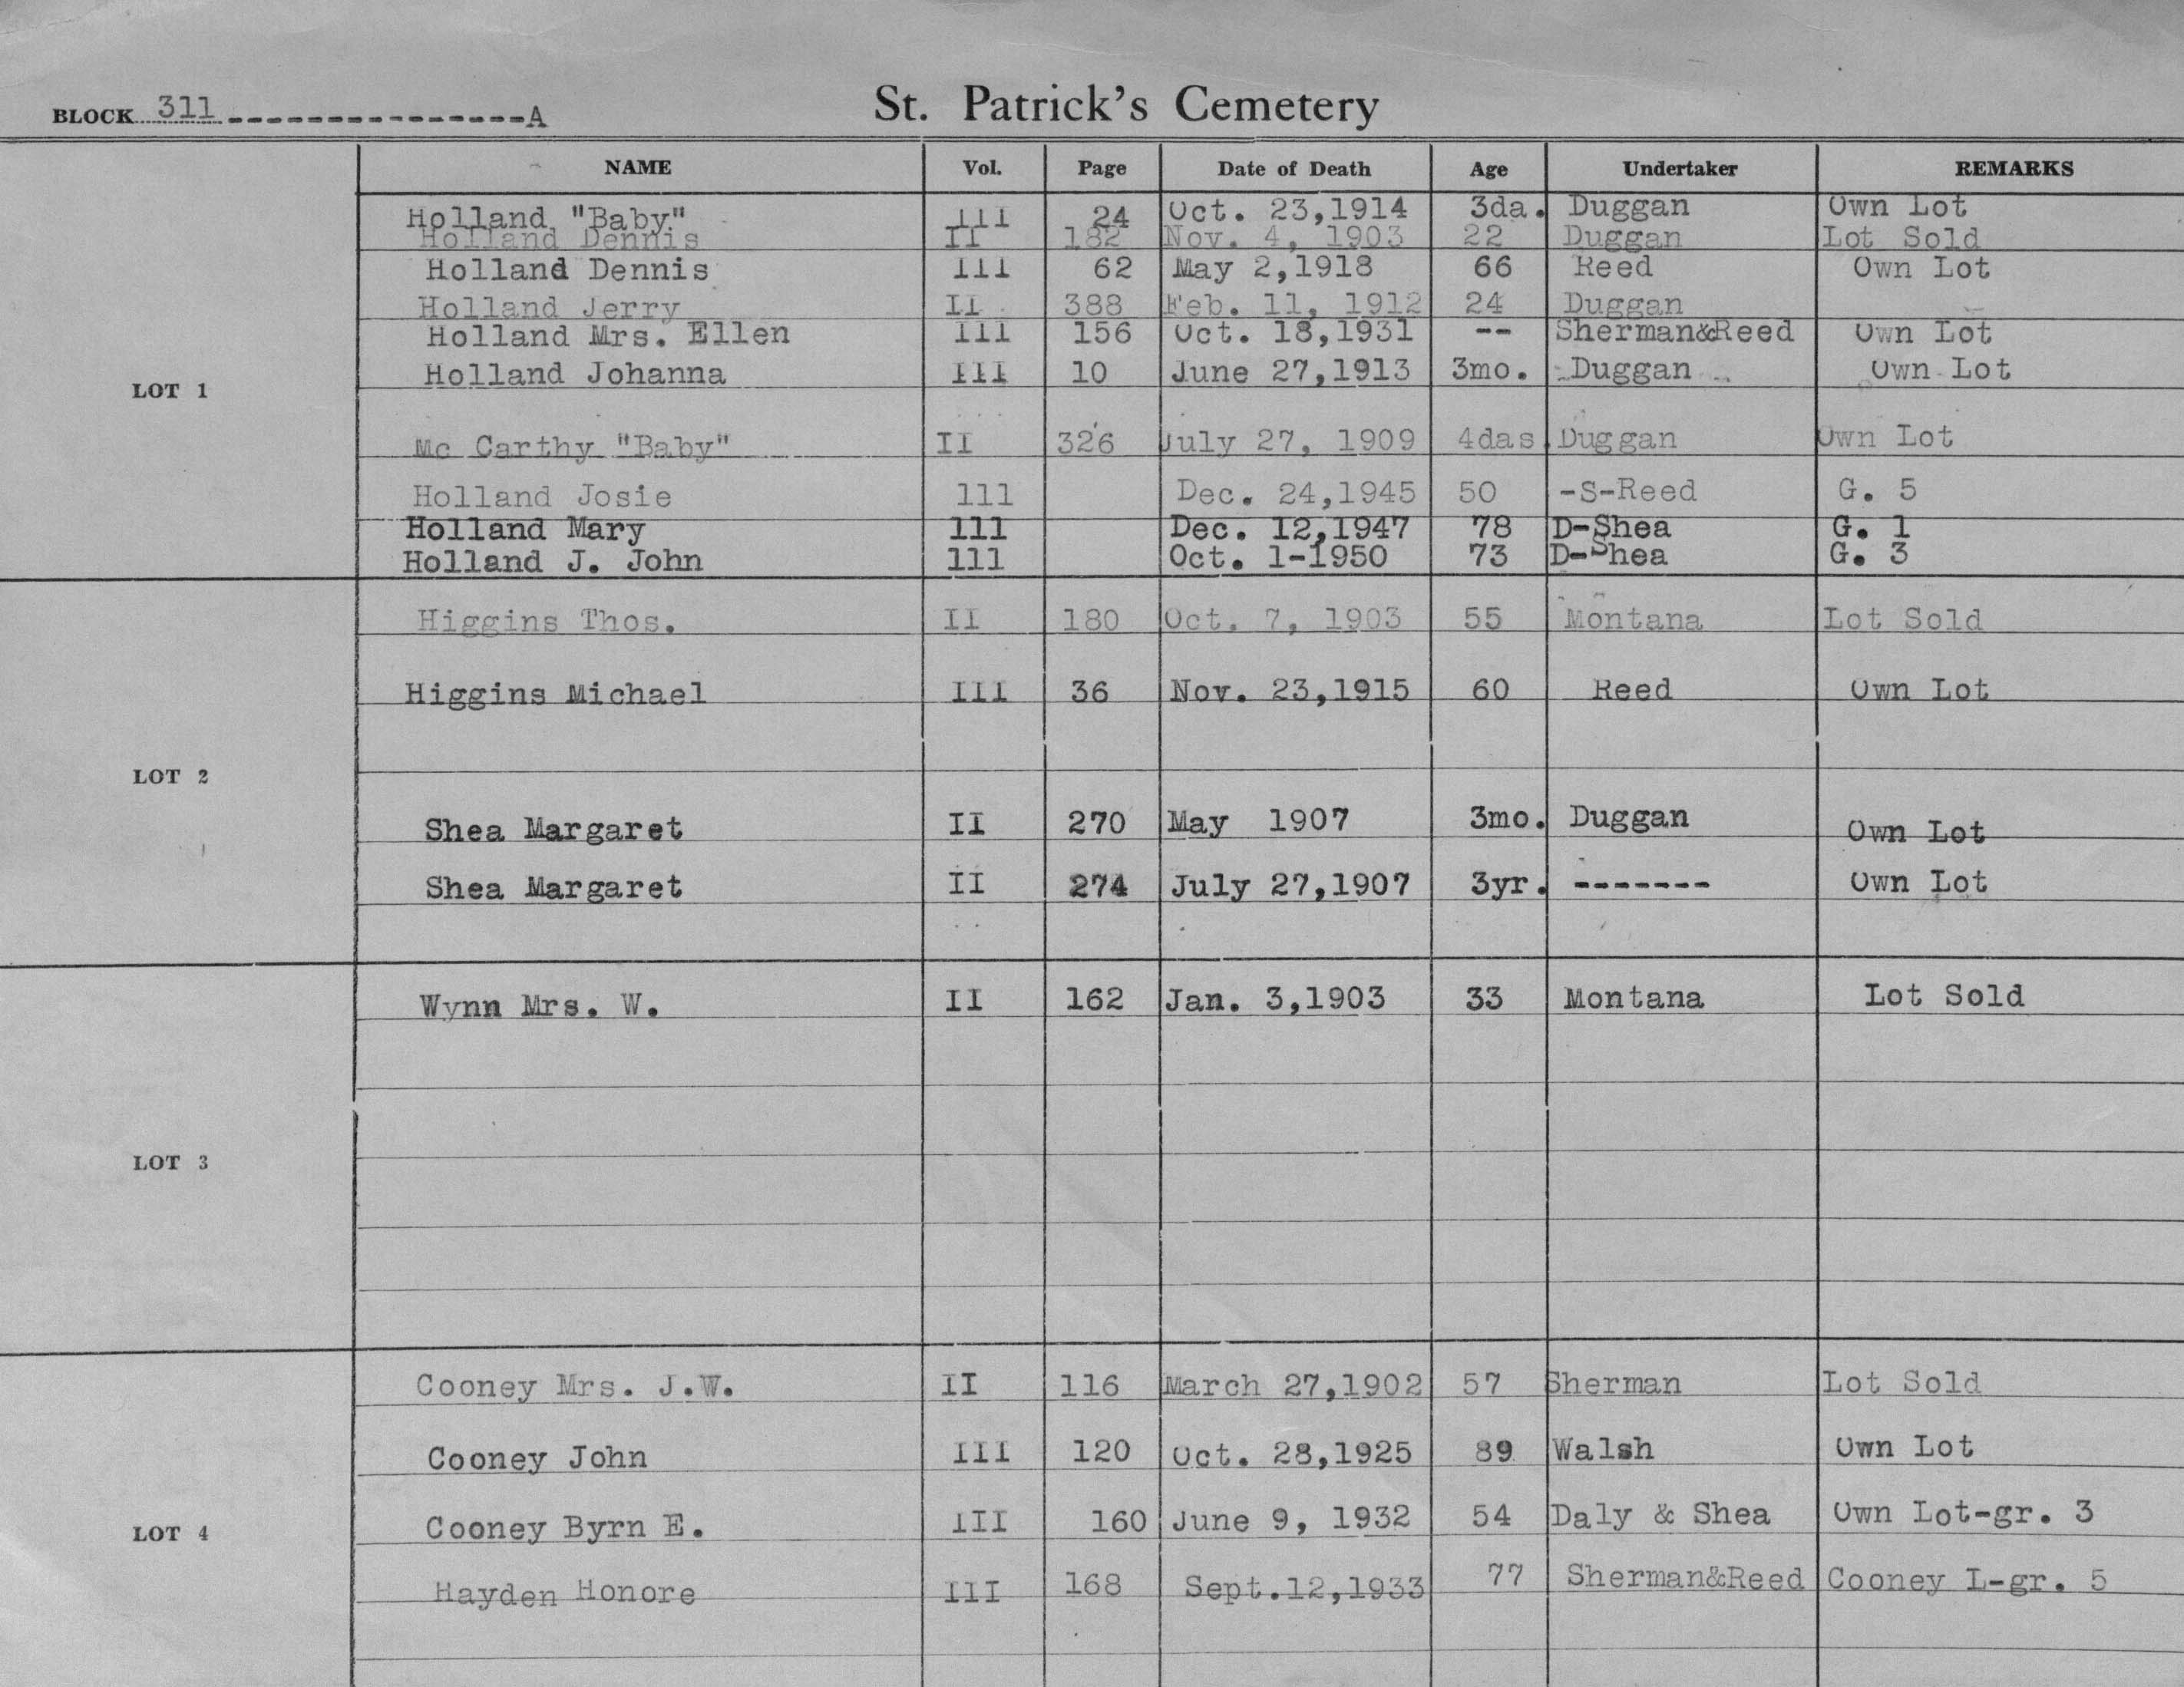 BLOCK 311 ----------------A St. Patrick's Cemetery
NAME Vol. Page Date of Death Age Undertaker REMARKS
Holland "Baby" III 24 Oct. 23,1914 3da. Duggan Own Lot
Holland Dennis II 182 Nov. 4, 1903 22 Duggan Lot Sold
Holland Dennis III 62 May 2,1918 66 Reed Own Lot
Holland Jerry II 388 Feb. 11, 1912 24 Duggan
Holland Mrs. Ellen III 156 Oct. 18,1931 -- Sherman&Reed Own Lot
Holland Johanna III 10 June 27,1913 3mo. Duggan Own Lot
LOT 1
Mc Carthy "Baby" II 326 July 27, 1909 4das. Duggan Own Lot
Holland Josie 111 Dec. 24,1945 50 -S-Reed G. 5
Holland Mary 111 Dec. 12,1947 78 D-Shea G. 1
Holland J. John 111 Oct. 1-1950 73 D-Shea G. 3
Higgins Thos. II 180 Oct. 7, 1903 55 Montana Lot Sold
Higgins Michael III 36 Nov. 23,1915 60 Reed Own Lot
LOT 2
Shea Margaret II 270 May 1907 3mo. Duggan Own Lot
Shea Margaret II 274 July 27,1907 3yr. ------- Own Lot
Wynn Mrs. W. II 162 Jan. 3,1903 33 Montana Lot Sold
LOT 3
Cooney Mrs. J.W. II 116 March 27,1902 57 Sherman Lot Sold
Cooney John III 120 Oct. 28,1925 89 Walsh Own Lot
LOT 4
Cooney Byrn E. III 160 June 9, 1932 54 Daly & Shea Own Lot-gr. 3
Hayden Honore III 168 Sept.12,1933 77 Sherman&Reed Cooney L-gr. 5